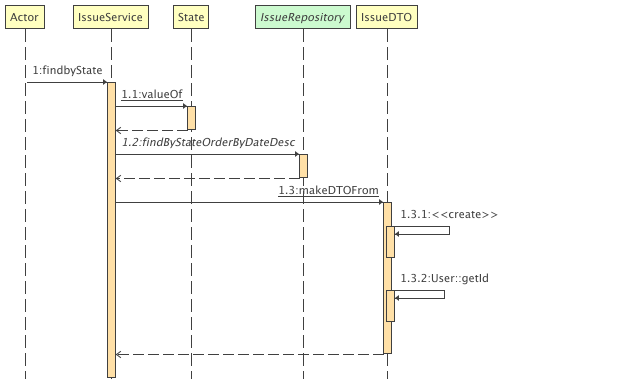 Actor
IssueService
State
IssueRepository
IssueDTO
1:findbyState
1.1:valueOf
1.2:findByStateOrderByDateDesc
1.3:makeDTOFrom
1.3.1:<<create>>
1.3.2:User::getId